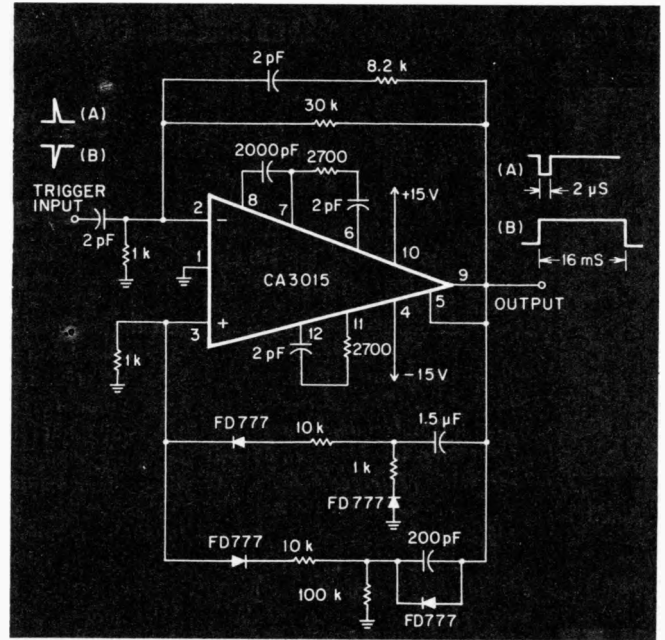 2 pF
8.2 k
30 k
(A)
(B)
2000 pF
2700
2 pF
+15 V
(A)
2 μS
(B)
16 mS
TRIGGER
INPUT
2 pF
1 k
2
−
8
7
6
10
1
CA3015
9
OUTPUT
5
+
3
12
11
4
1 k
2 pF
2700
−15 V
FD777
10 k
1.5 μF
1 k
FD777
FD777
10 k
200 pF
100 k
FD777